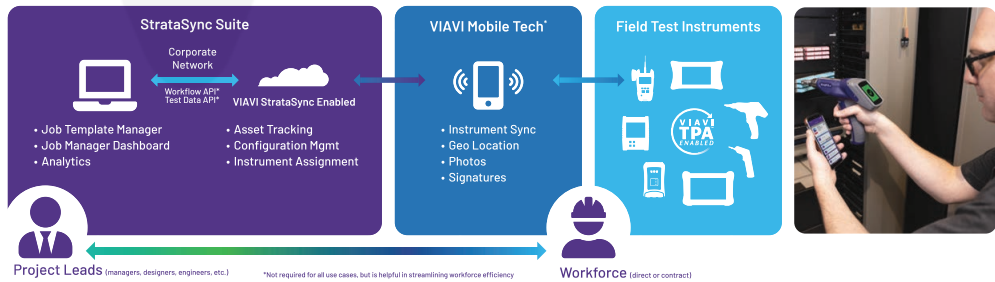 StrataSync Suite
Corporate
Network
Workflow API*
Test Data API*
VIAVI StrataSync Enabled
• Job Template Manager
• Job Manager Dashboard
• Analytics
• Asset Tracking
• Configuration Mgmt
• Instrument Assignment
VIAVI Mobile Tech*
• Instrument Sync
• Geo Location
• Photos
• Signatures
Field Test Instruments
VIAVI
TPA
ENABLED
Project Leads (managers, designers, engineers, etc.)
*Not required for all use cases, but is helpful in streamlining workforce efficiency
Workforce (direct or contract)